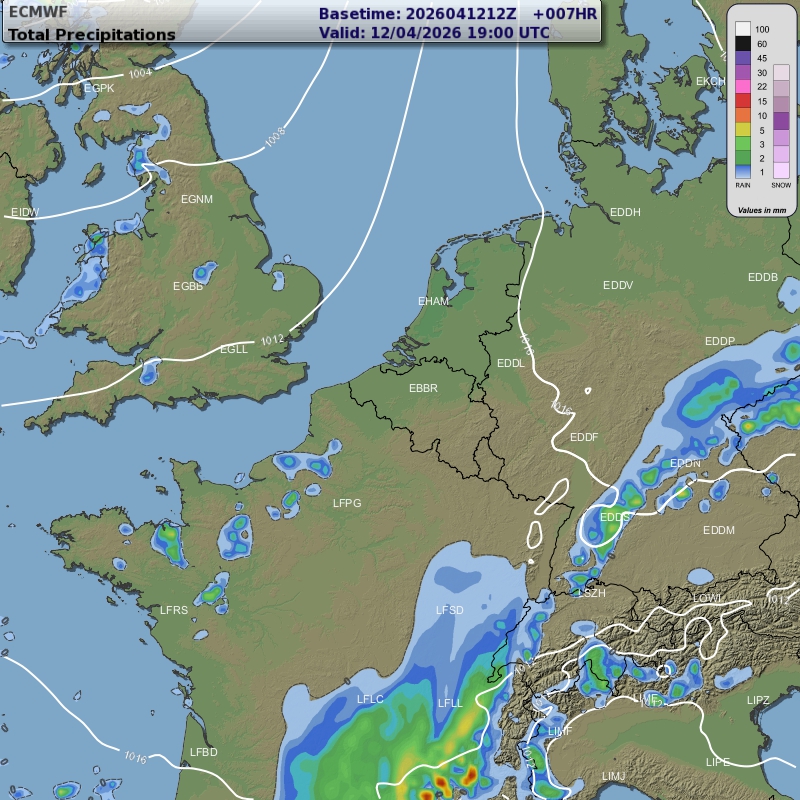 ECMWF
Basetime: 2026041212Z +007HR
Total Precipitations
Valid: 12/04/2026 19:00 UTC
100
60
45
30
22
15
10
5
3
2
1
RAIN SNOW
Values in mm
1004
EGPK
EKCH
1008
EIDW
EGNM
EDDH
EGBB
EDDV
EDDB
EHAM
1012
EGLL
1016
EDDP
EDDL
EBBR
1016
EDDF
EDDN
LFPG
EDDS
EDDM
LSZH
LOWI
1012
LFRS
LFSD
LFLC
LFLL
LIPZ
LIMF
1016
LFBD
1012
LIPE
LIMJ